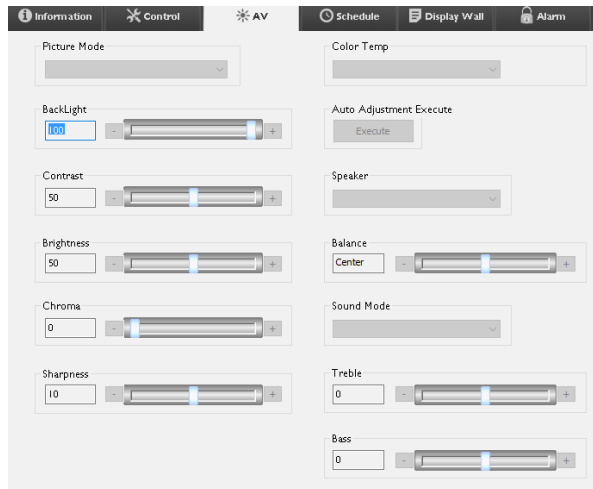 Information Control AV Schedule Display Wall Alarm
Picture Mode
Color Temp
BackLight
100
- +
Auto Adjustment Execute
Execute
Contrast
50
- +
Speaker
Brightness
50
- +
Balance
Center
- +
Chroma
0
- +
Sound Mode
Sharpness
10
- +
Treble
0
- +
Bass
0
- +